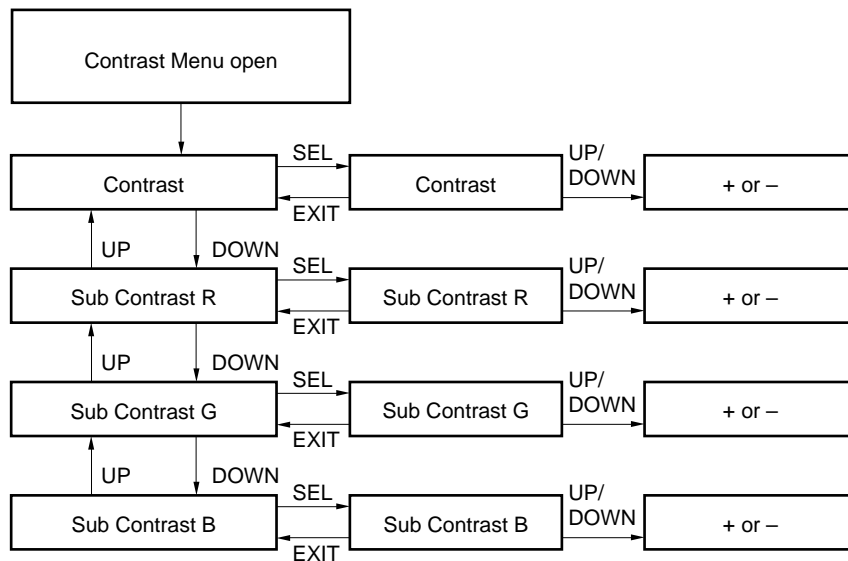 Contrast Menu open
SEL
UP/
DOWN
Contrast
Contrast
+ or –
EXIT
UP
DOWN
SEL
UP/
DOWN
Sub Contrast R
Sub Contrast R
+ or –
EXIT
UP
DOWN
SEL
UP/
DOWN
Sub Contrast G
Sub Contrast G
+ or –
EXIT
UP
DOWN
SEL
UP/
DOWN
Sub Contrast B
Sub Contrast B
+ or –
EXIT